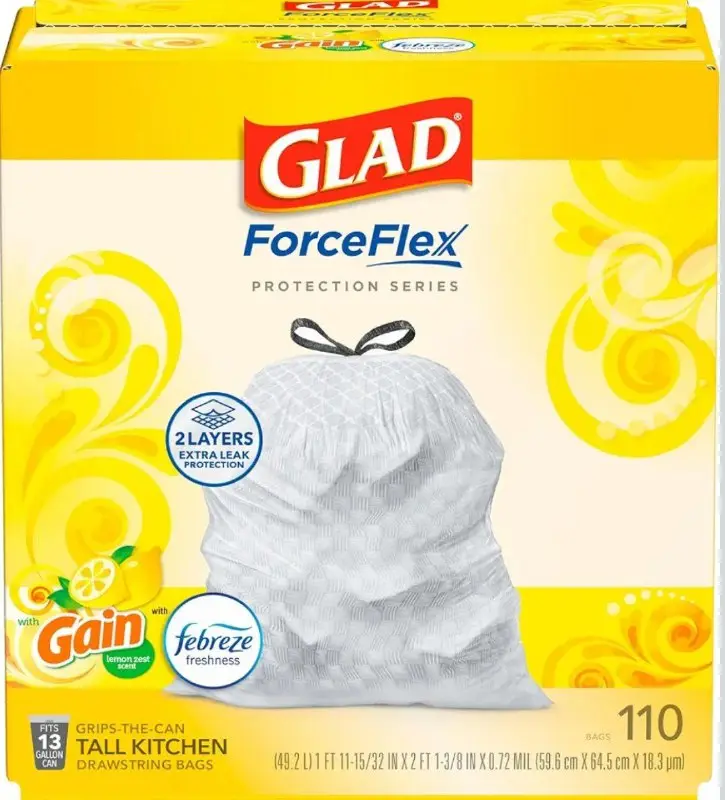 GLAD
ForceFlex
Gain
febreze
freshness
GLAD®
ForceFlex
PROTECTION SERIES
2 LAYERS
EXTRA LEAK
PROTECTION
with
Gain
lemon zest
scent
with
febreze
freshness
FITS
13
GALLON
CAN
GRIPS-THE-CAN
TALL KITCHEN
DRAWSTRING BAGS
BAGS 110
(49.2 L) 1 FT 11-15/32 IN X 2 FT 1-3/8 IN X 0.72 MIL (59.6 cm X 64.5 cm X 18.3 µm)